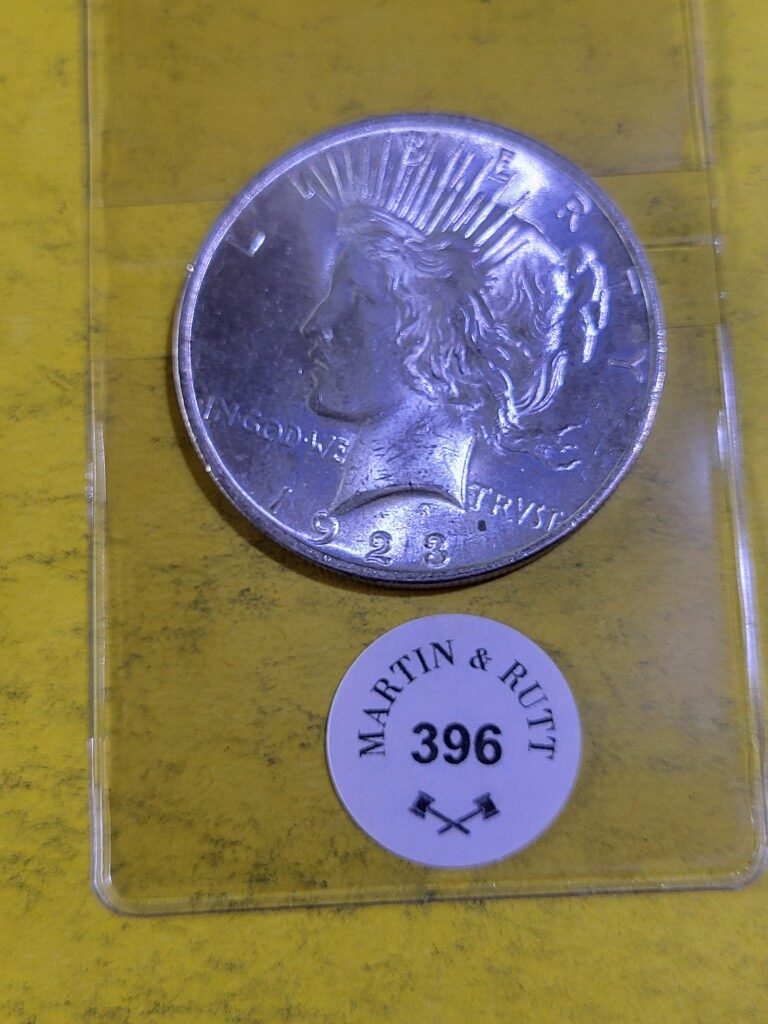 LIBERTY
IN·GOD·WE TRVST
1923
MARTIN & RUTT
396